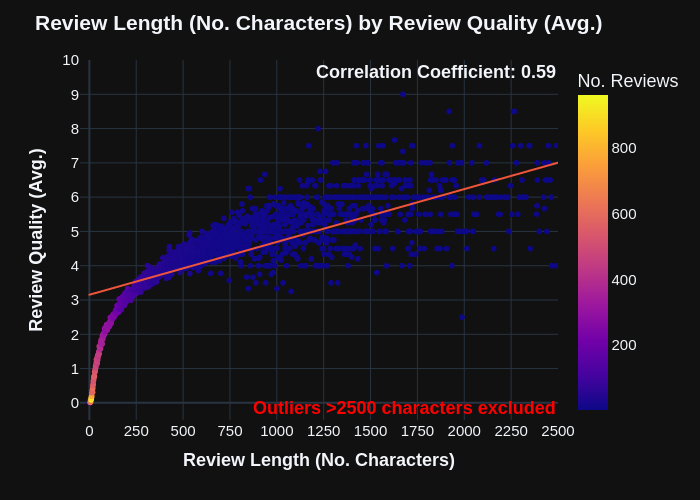 Review Length (No. Characters) by Review Quality (Avg.)
Correlation Coefficient: 0.59
No. Reviews
800
600
400
200
Review Quality (Avg.)
10
9
8
7
6
5
4
3
2
1
0
Outliers >2500 characters excluded
0 250 500 750 1000 1250 1500 1750 2000 2250 2500
Review Length (No. Characters)